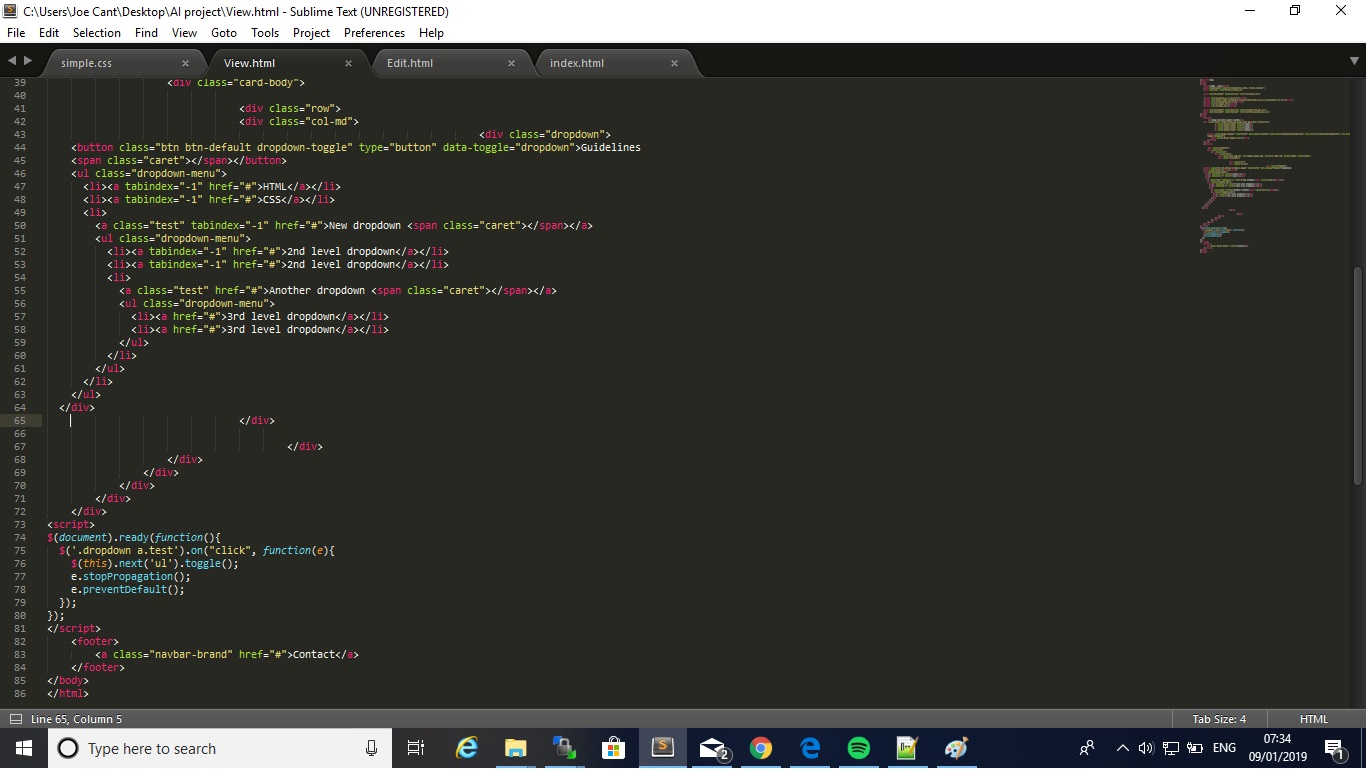 C:\Users\Joe Cant\Desktop\AI project\View.html - Sublime Text (UNREGISTERED)
File Edit Selection Find View Goto Tools Project Preferences Help
simple.css × View.html × Edit.html × index.html ×
39 <div class="card-body">
40
41 <div class="row">
42 <div class="col-md">
43 <div class="dropdown">
44 <button class="btn btn-default dropdown-toggle" type="button" data-toggle="dropdown">Guidelines
45 <span class="caret"></span></button>
46 <ul class="dropdown-menu">
47 <li><a tabindex="-1" href="#">HTML</a></li>
48 <li><a tabindex="-1" href="#">CSS</a></li>
49 <li>
50 <a class="test" tabindex="-1" href="#">New dropdown <span class="caret"></span></a>
51 <ul class="dropdown-menu">
52 <li><a tabindex="-1" href="#">2nd level dropdown</a></li>
53 <li><a tabindex="-1" href="#">2nd level dropdown</a></li>
54 <li>
55 <a class="test" href="#">Another dropdown <span class="caret"></span></a>
56 <ul class="dropdown-menu">
57 <li><a href="#">3rd level dropdown</a></li>
58 <li><a href="#">3rd level dropdown</a></li>
59 </ul>
60 </li>
61 </ul>
62 </li>
63 </ul>
64 </div>
65 </div>
66
67 </div>
68 </div>
69 </div>
70 </div>
71 </div>
72 </div>
73 <script>
74 $(document).ready(function(){
75 $('.dropdown a.test').on("click", function(e){
76 $(this).next('ul').toggle();
77 e.stopPropagation();
78 e.preventDefault();
79 });
80 });
81 </script>
82 <footer>
83 <a class="navbar-brand" href="#">Contact</a>
84 </footer>
85 </body>
86 </html>
Line 65, Column 5 Tab Size: 4 HTML
Type here to search 2 ENG 07:34 09/01/2019 1